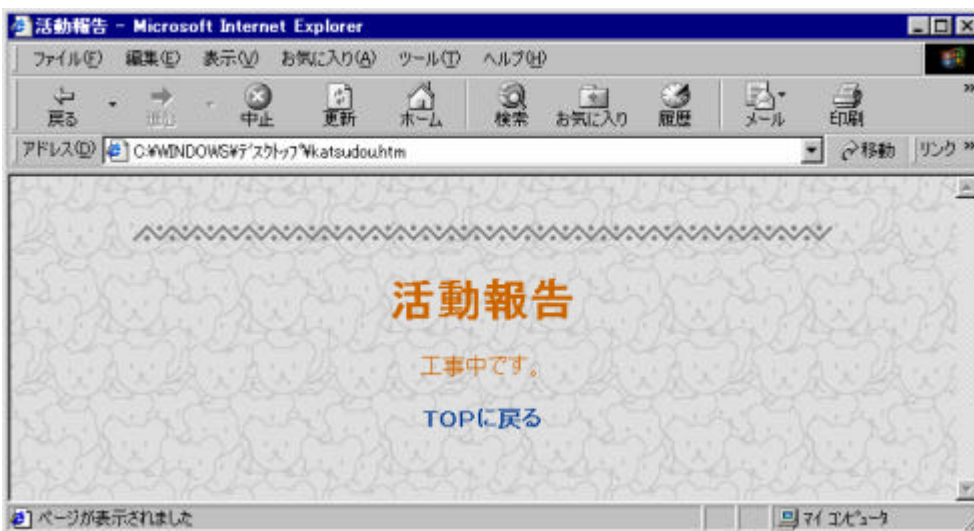 活動報告 - Microsoft Internet Explorer
ファイル(F) 編集(E) 表示(V) お気に入り(A) ツール(T) ヘルプ(H)
戻る 進む 中止 更新 ホーム 検索 お気に入り 履歴 メール 印刷 »
アドレス(D) C:¥WINDOWS¥デスクトップ¥katsudou.htm 移動 リンク »
活動報告
工事中です。
TOPに戻る
ページが表示されました マイ コンピュータ